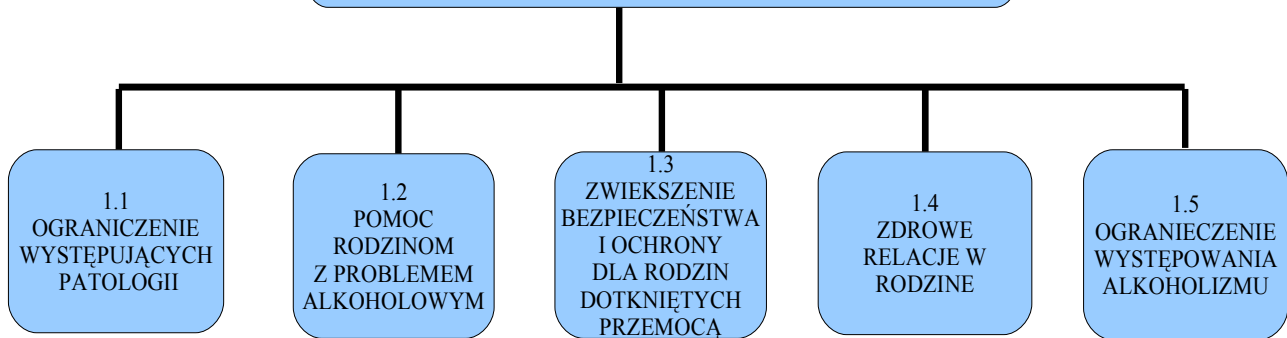 1.1
OGRANICZENIE
WYSTĘPUJĄCYCH
PATOLOGII
1.2
POMOC
RODZINOM
Z PROBLEMEM
ALKOHOLOWYM
1.3
ZWIEKSZENIE
BEZPIECZEŃSTWA
I OCHRONY
DLA RODZIN
DOTKNIĘTYCH
PRZEMOCĄ
1.4
ZDROWE
RELACJE W
RODZINE
1.5
OGRANIECZENIE
WYSTĘPOWANIA
ALKOHOLIZMU